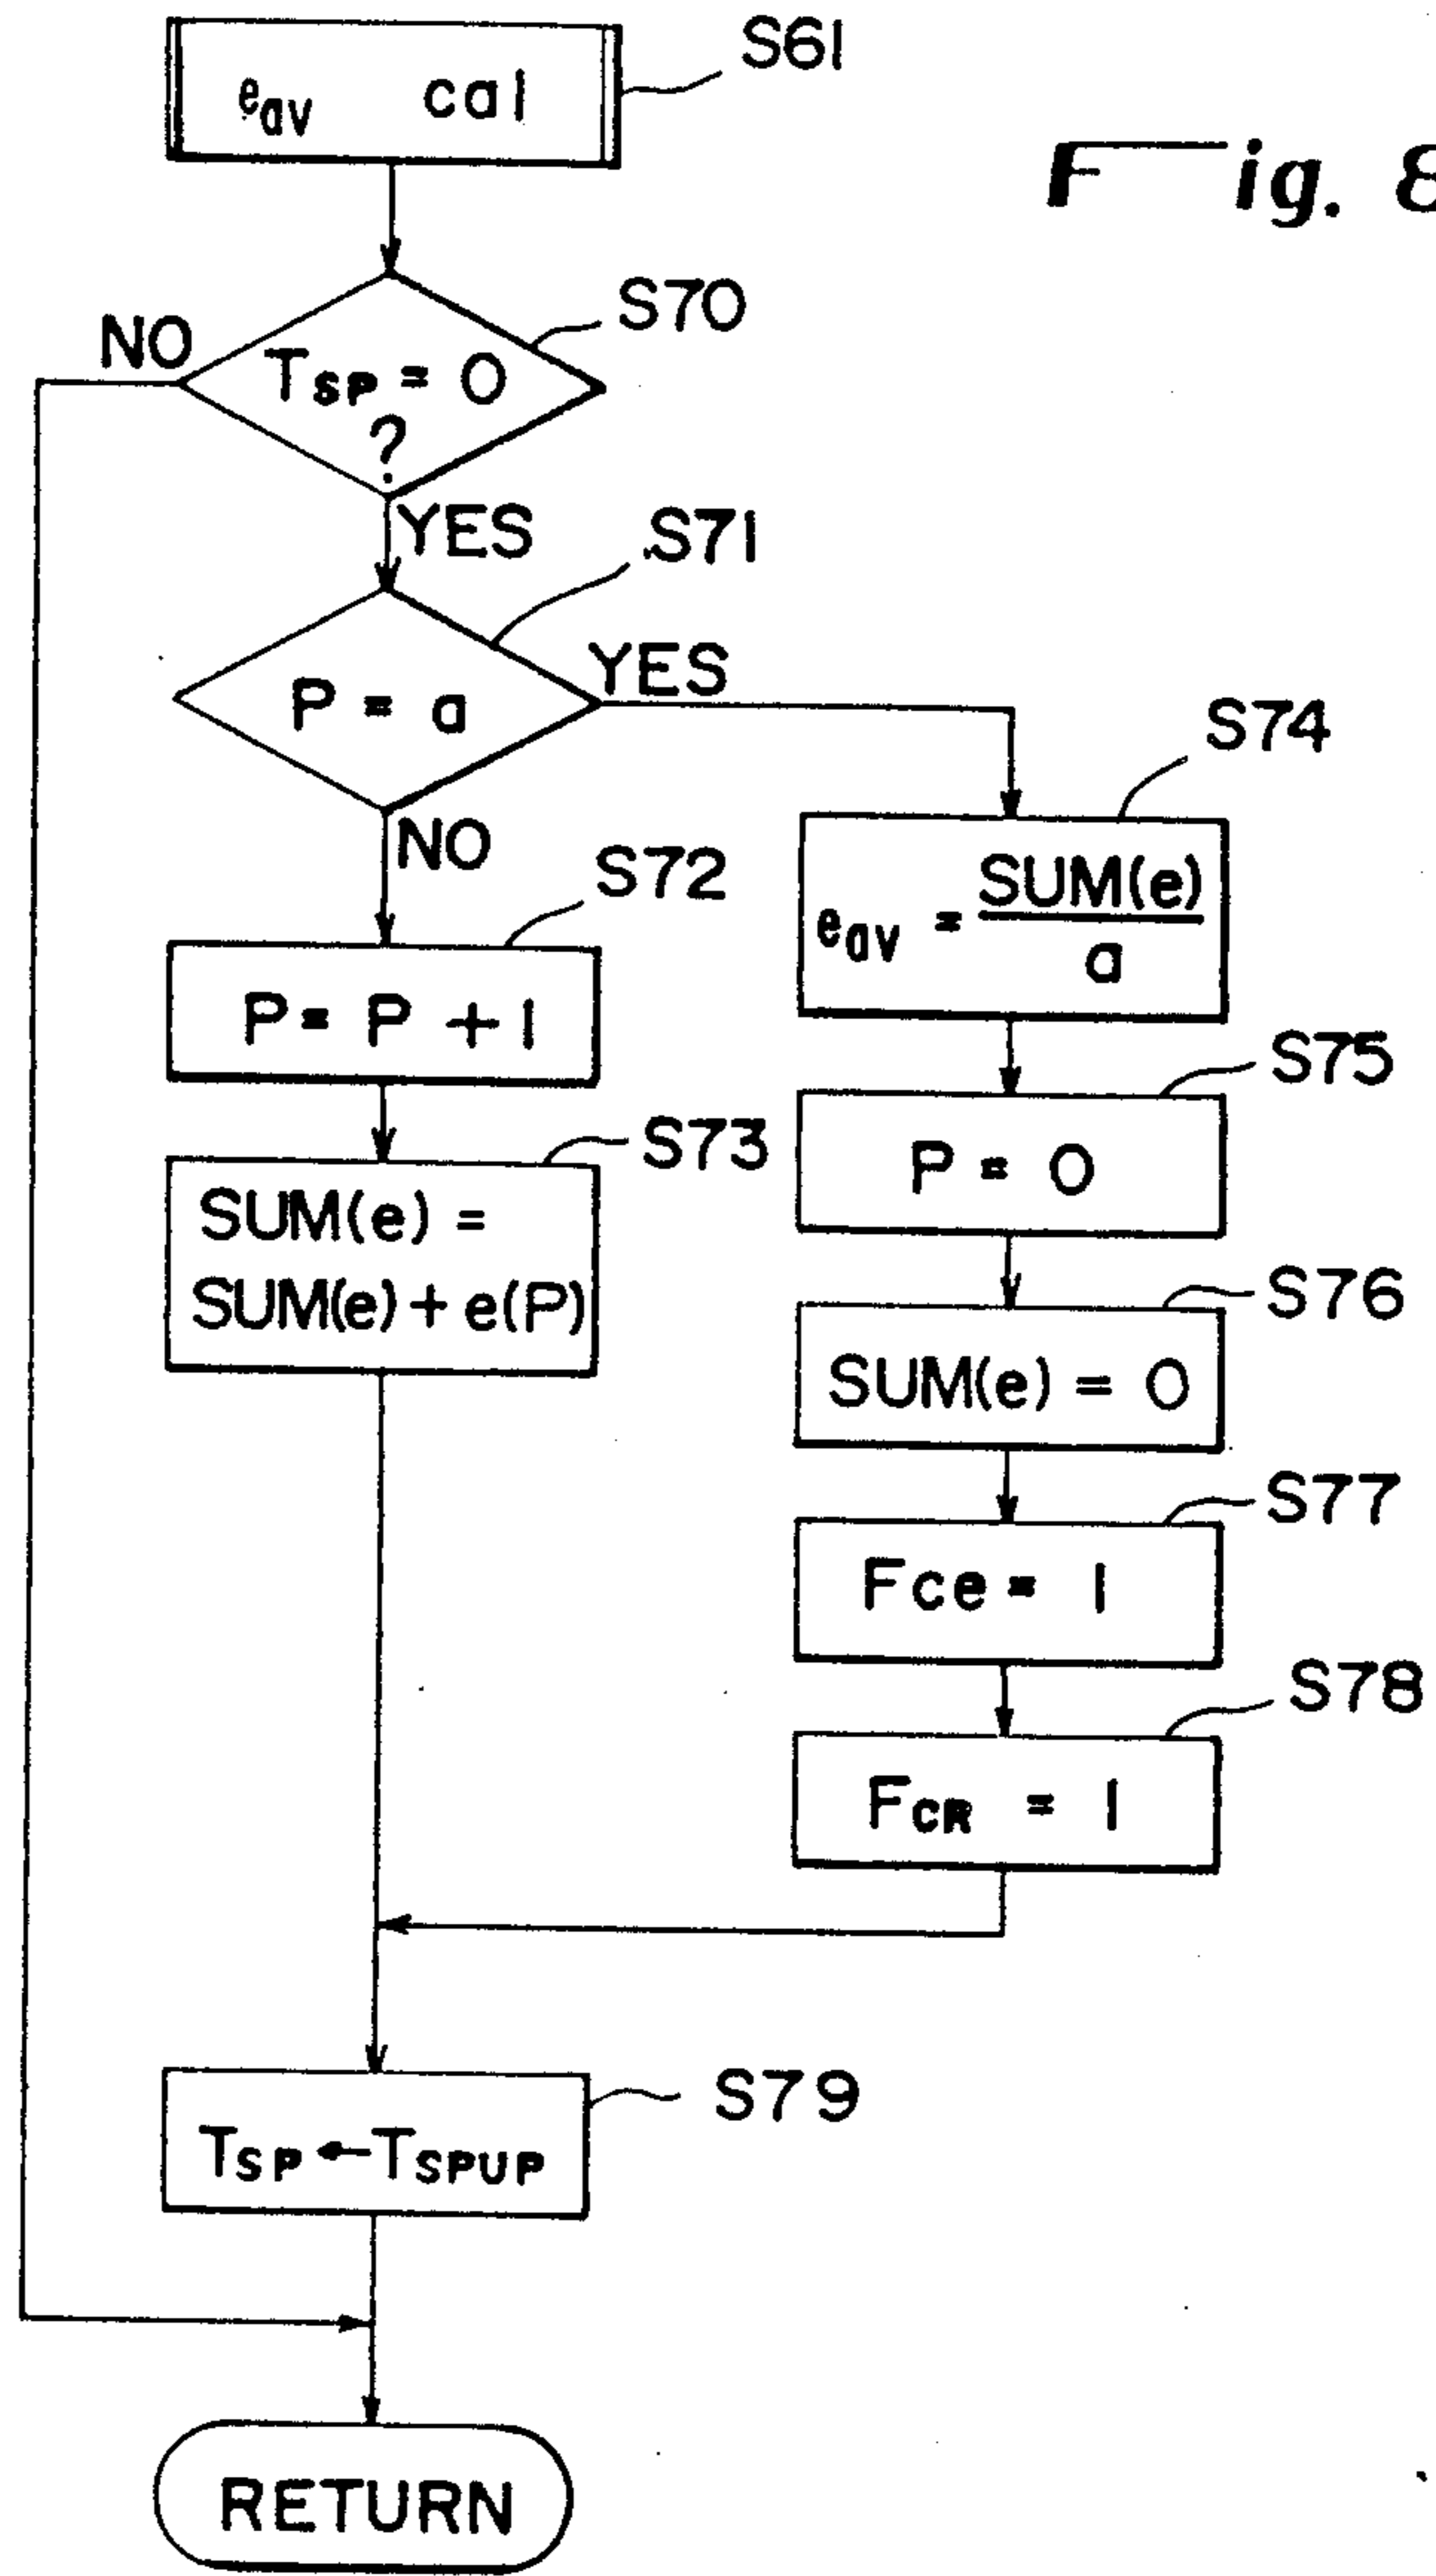 S61
e_av cal
Fig. 8
S70
NO
T_SP = 0
?
YES
S71
YES
P = a
S74
NO
S72
e_av = SUM(e)
a
P = P + 1
S75
P = 0
S73
SUM(e) =
SUM(e) + e(P)
S76
SUM(e) = 0
S77
Fce = 1
S78
F_CR = 1
S79
T_SP ← T_SPUP
RETURN